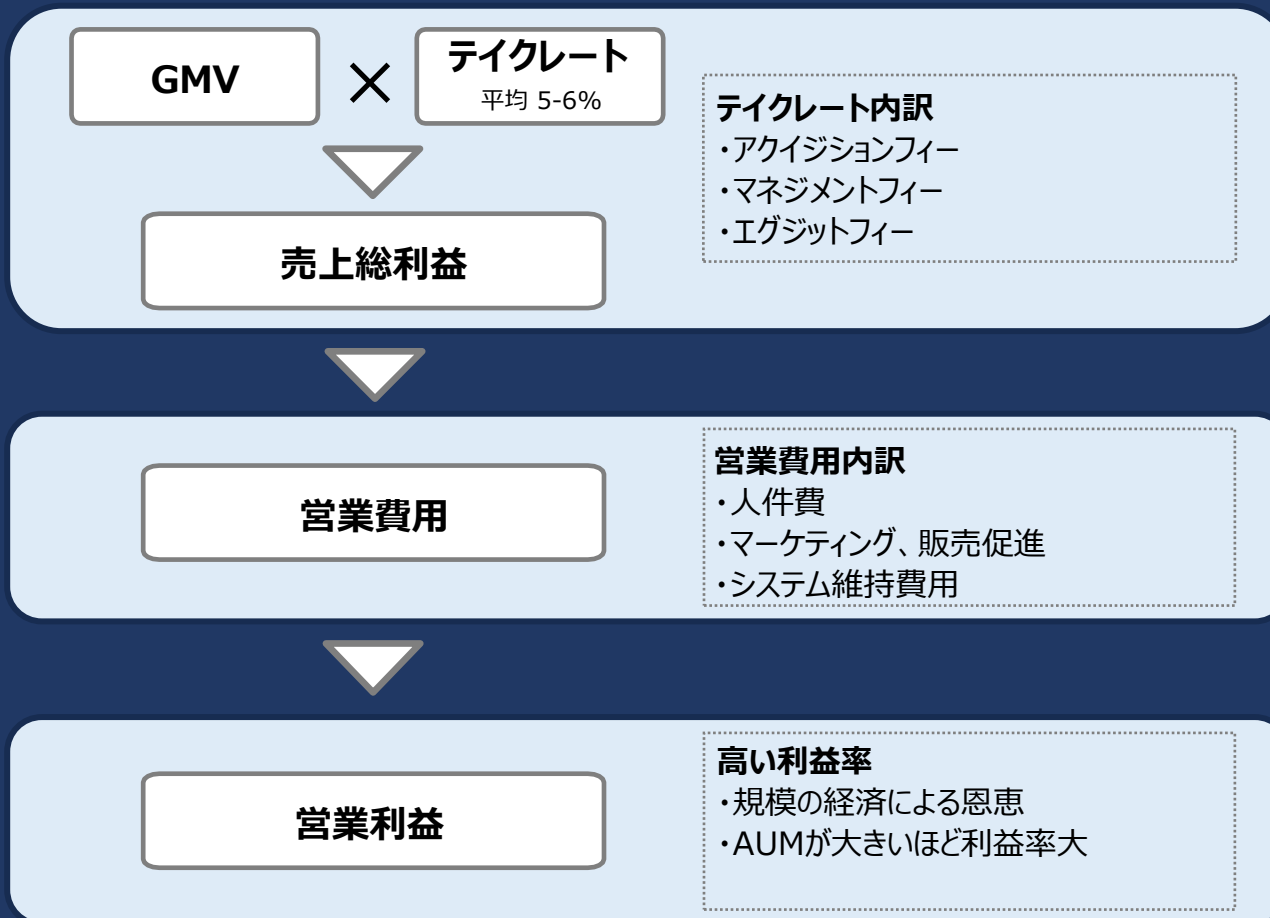 GMV
×
テイクレート
平均 5-6%
テイクレート内訳
・アクイジションフィー
・マネジメントフィー
・エグジットフィー
売上総利益
営業費用
営業費用内訳
・人件費
・マーケティング、販売促進
・システム維持費用
営業利益
高い利益率
・規模の経済による恩恵
・AUMが大きいほど利益率大